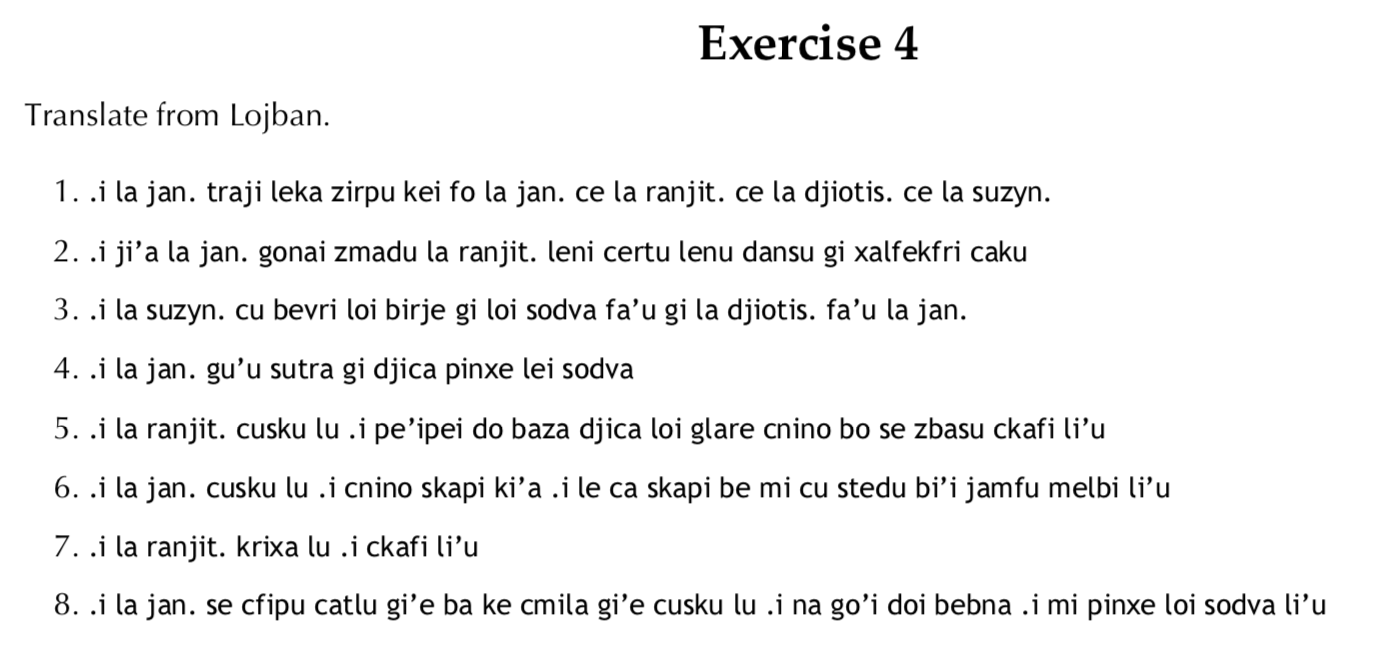 Exercise 4
Translate from Lojban.
1. .i la jan. traji leka zirpu kei fo la jan. ce la ranjit. ce la djiotis. ce la suzyn.
2. .i ji’a la jan. gonai zmadu la ranjit. leni certu lenu dansu gi xalfekfri caku
3. .i la suzyn. cu bevri loi birje gi loi sodva fa’u gi la djiotis. fa’u la jan.
4. .i la jan. gu’u sutra gi djica pinxe lei sodva
5. .i la ranjit. cusku lu .i pe’ipei do baza djica loi glare cnino bo se zbasu ckafi li’u
6. .i la jan. cusku lu .i cnino skapi ki’a .i le ca skapi be mi cu stedu bi’i jamfu melbi li’u
7. .i la ranjit. krixa lu .i ckafi li’u
8. .i la jan. se cfipu catlu gi’e ba ke cmila gi’e cusku lu .i na go’i doi bebna .i mi pinxe loi sodva li’u